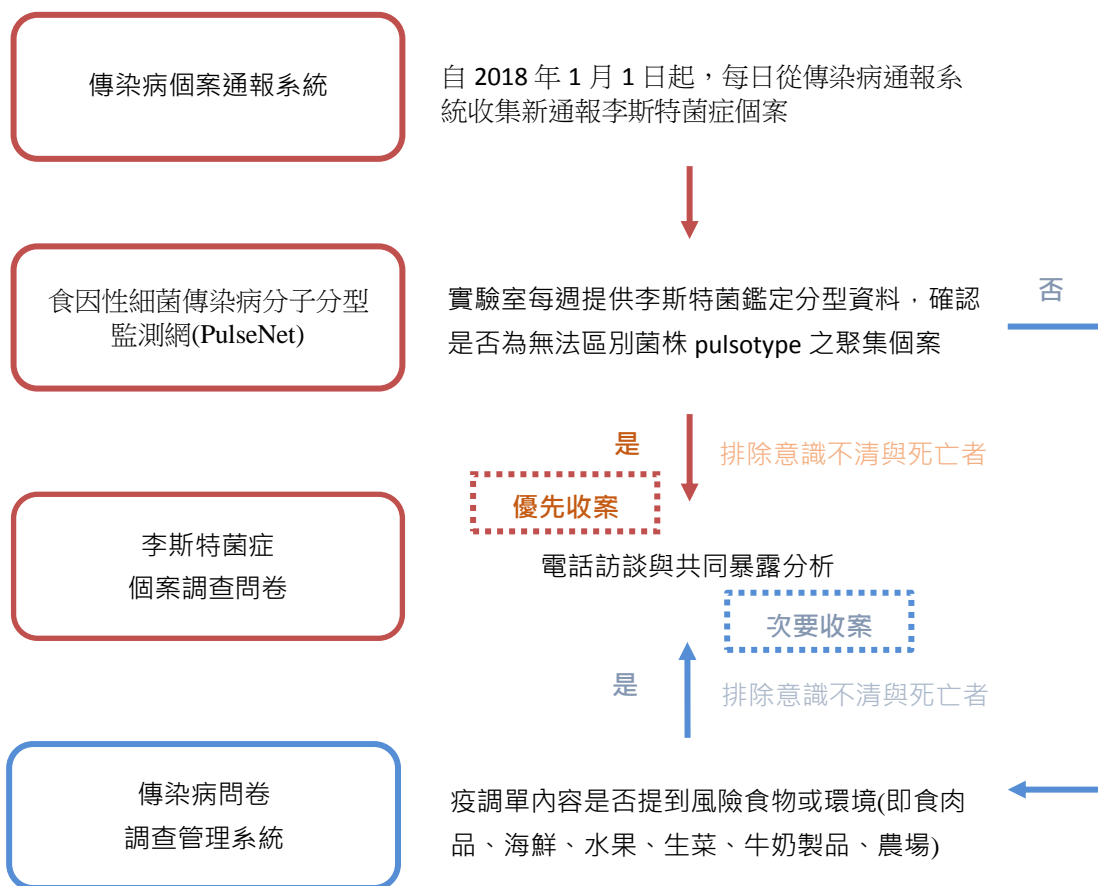 傳染病個案通報系統
自 2018 年 1 月 1 日起，每日從傳染病通報系
統收集新通報李斯特菌症個案
食因性細菌傳染病分子分型
監測網(PulseNet)
實驗室每週提供李斯特菌鑑定分型資料，確認
是否為無法區別菌株 pulsotype 之聚集個案
否
是
排除意識不清與死亡者
優先收案
李斯特菌症
個案調查問卷
電話訪談與共同暴露分析
次要收案
是
排除意識不清與死亡者
傳染病問卷
調查管理系統
疫調單內容是否提到風險食物或環境(即食肉
品、海鮮、水果、生菜、牛奶製品、農場)